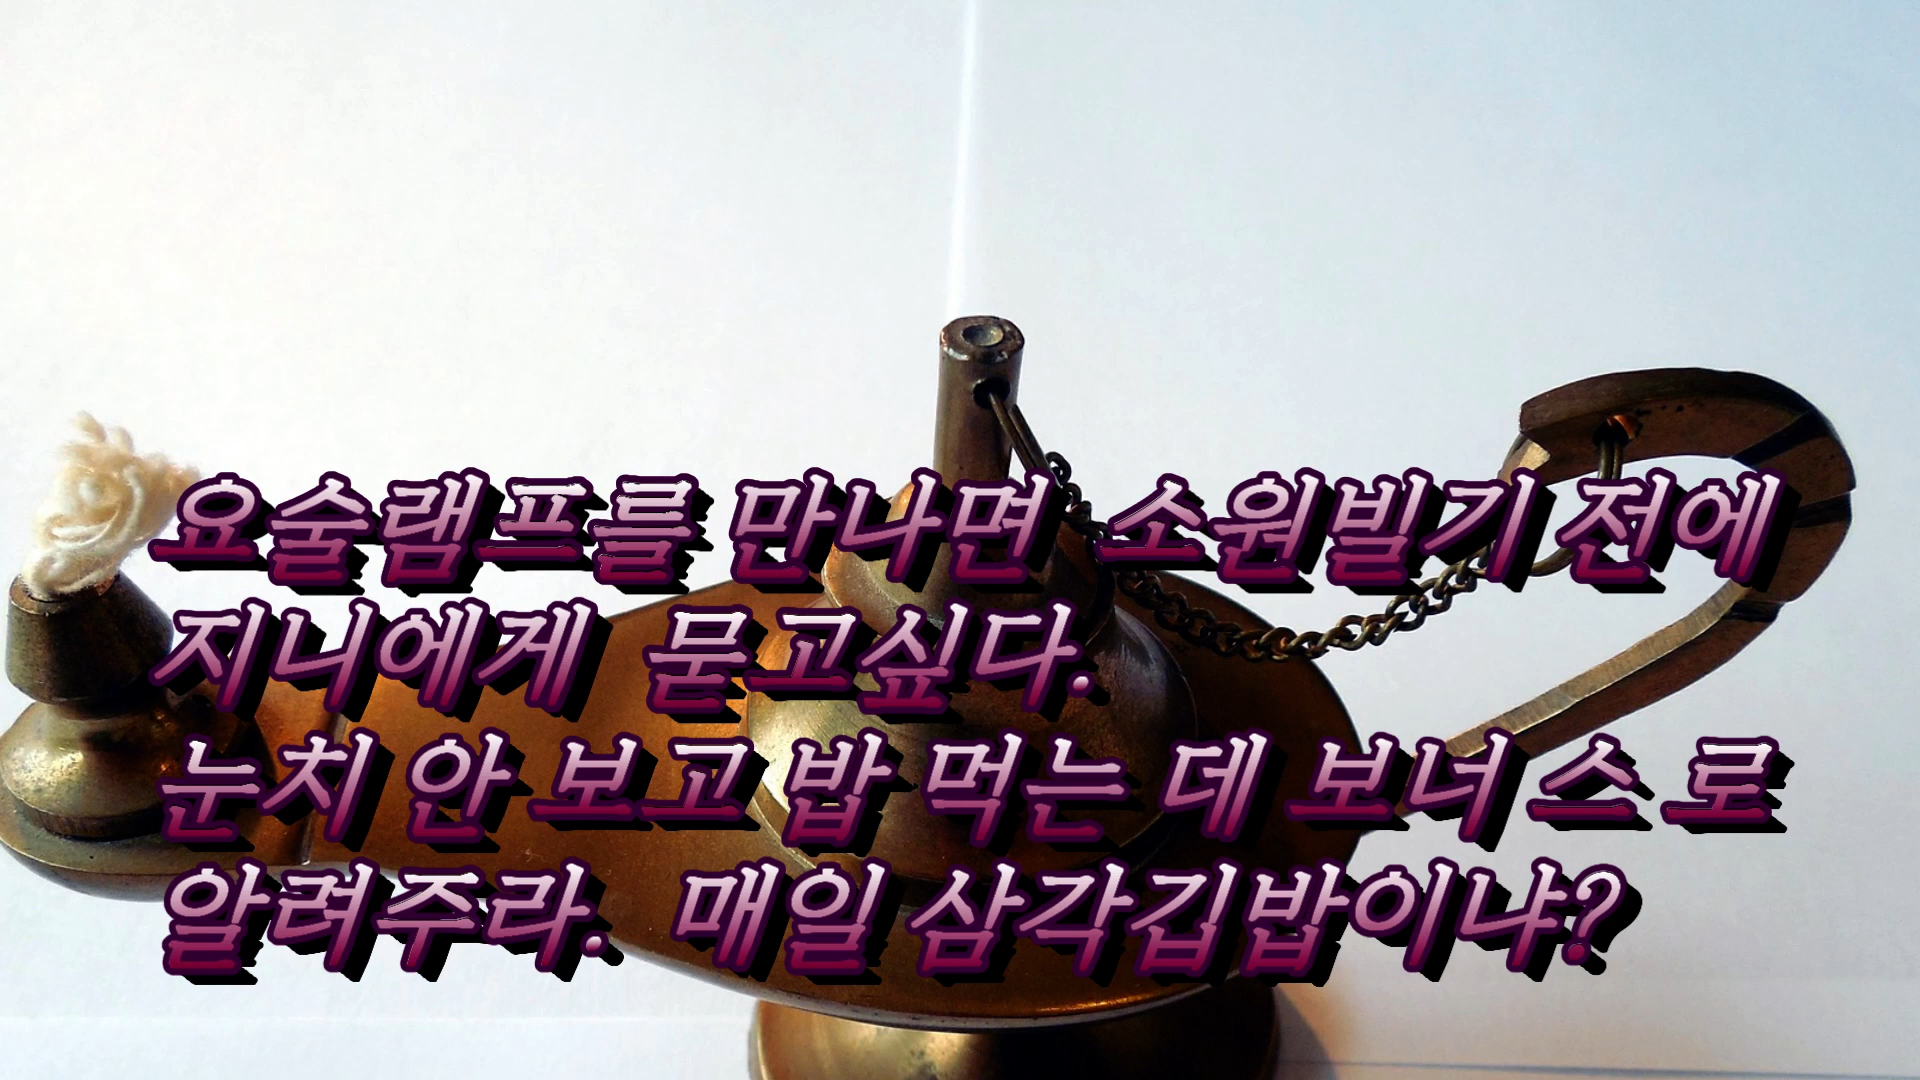 요술램프를 만나면 소원빌기 전에
지니에게 묻고싶다.
눈치 안 보고 밥 먹는 데 보너스로
알려주라. 매일 삼각깁밥이냐?